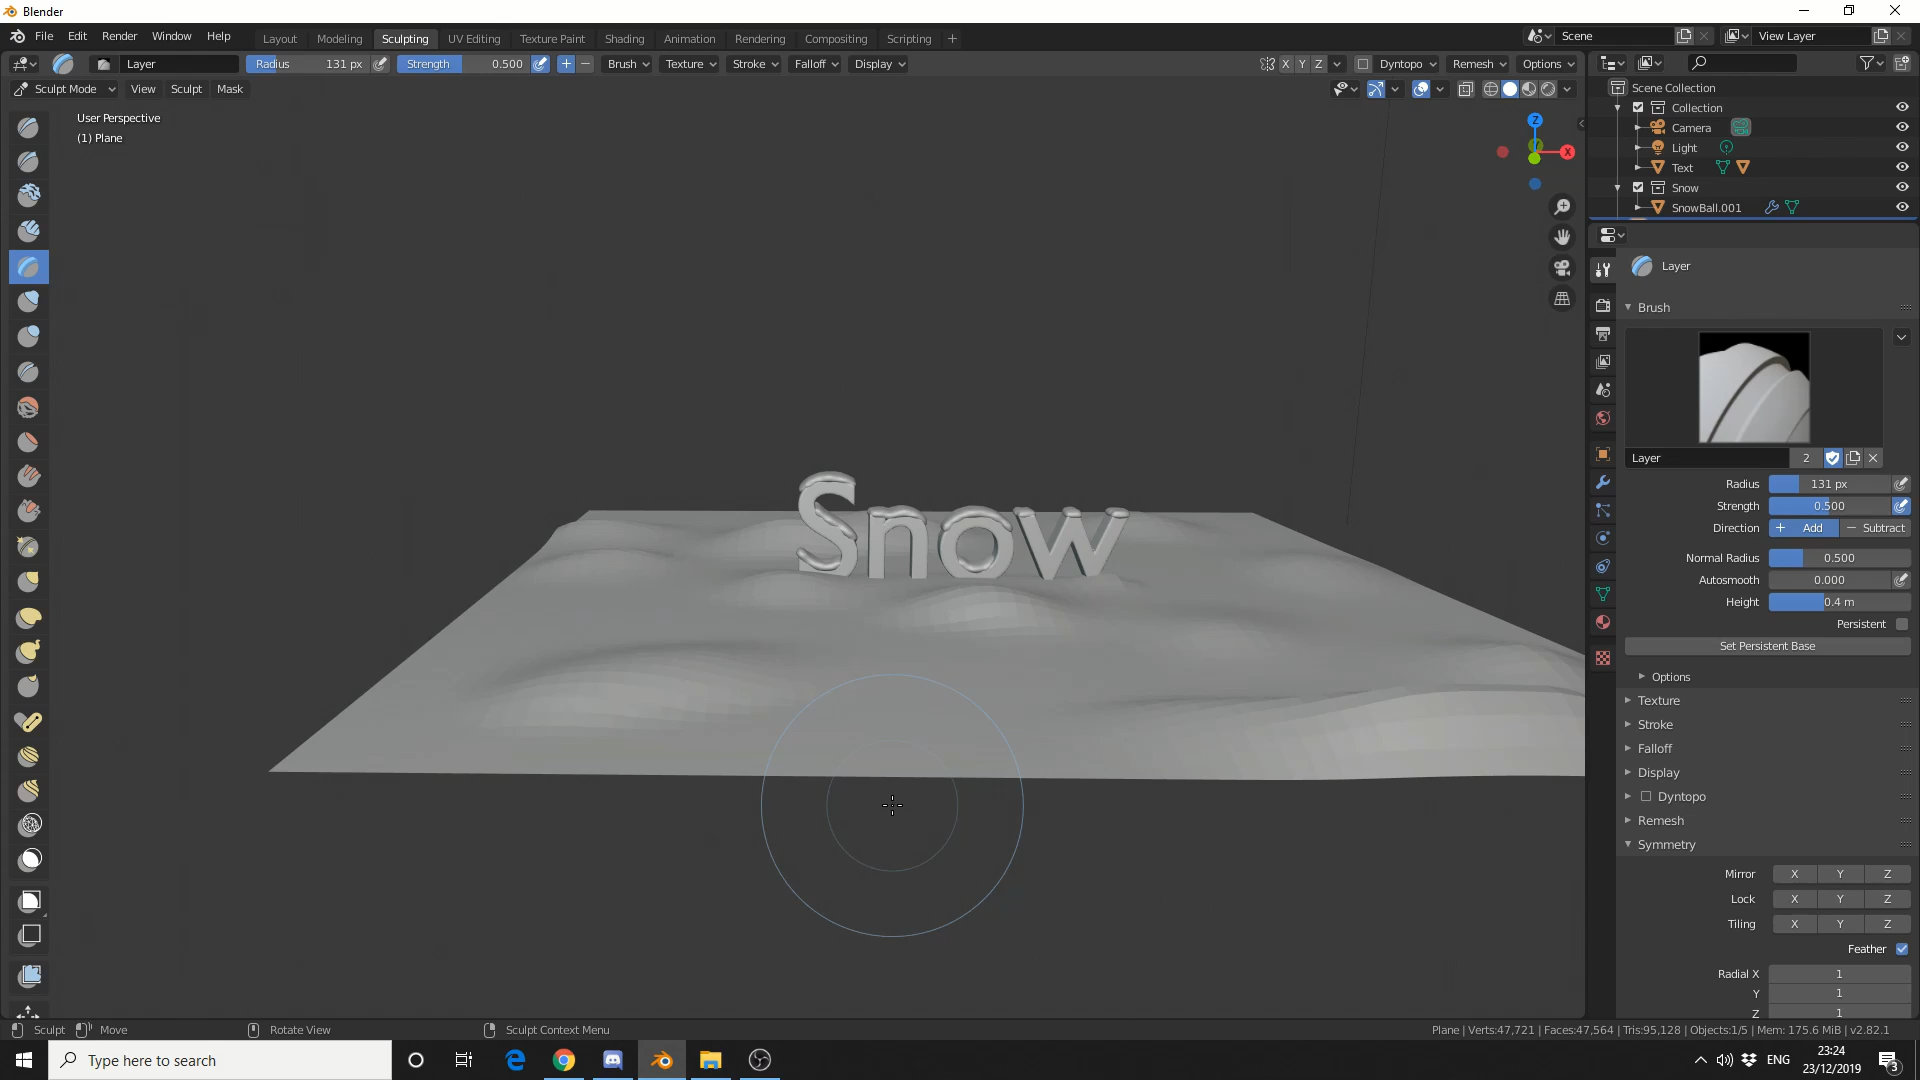 Blender
File Edit Render Window Help
Layout Modeling Sculpting UV Editing Texture Paint Shading Animation Rendering Compositing Scripting
Scene View Layer
Layer Radius 131 px Strength 0.500 Brush Texture Stroke Falloff Display X Y Z Dyntopo Remesh Options
Sculpt Mode View Sculpt Mask
User Perspective
(1) Plane
Z
X
Snow
Scene Collection
Collection
Camera
Light
Text
Snow
SnowBall.001
Layer
Brush
Layer 2
Radius 131 px
Strength 0.500
Direction Add Subtract
Normal Radius 0.500
Autosmooth 0.000
Height 0.4 m
Persistent
Set Persistent Base
Options
Texture
Stroke
Falloff
Display
Dyntopo
Remesh
Symmetry
Mirror X Y Z
Lock X Y Z
Tiling X Y Z
Feather
Radial X 1
Y 1
Z 1
Sculpt Move Rotate View Sculpt Context Menu
Plane | Verts:47,721 | Faces:47,564 | Tris:95,128 | Objects:1/5 | Mem: 175.6 MiB | v2.82.1
Type here to search
ENG
23:24
23/12/2019
3